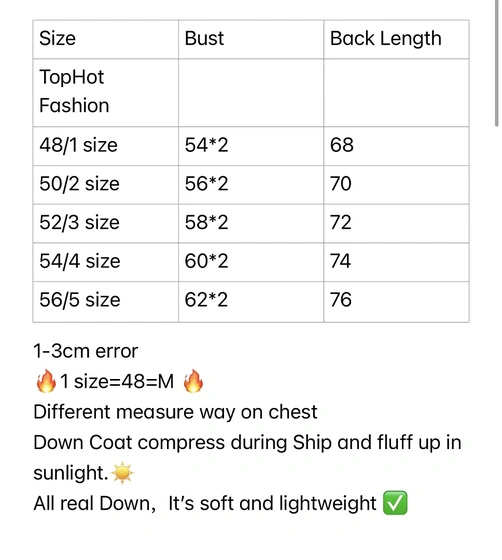 Size Bust Back Length
TopHot
Fashion
48/1 size 54*2 68
50/2 size 56*2 70
52/3 size 58*2 72
54/4 size 60*2 74
56/5 size 62*2 76
1-3cm error
🔥1 size=48=M 🔥
Different measure way on chest
Down Coat compress during Ship and fluff up in
sunlight.☀️
All real Down,  It's soft and lightweight ✅